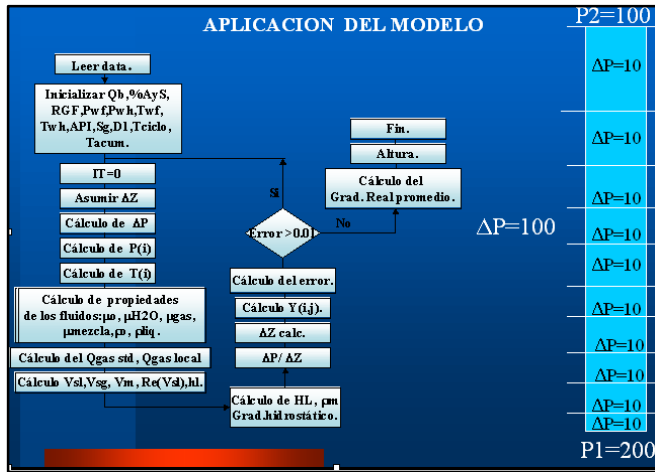 APLICACION DEL MODELO
Leer data.
Inicializar Qb,%AyS,
RGF,Pwf,Pwh,Twf,
Twh,API,Sg,D1,Tciclo,
Tacum.
IT=0
Asumir ΔZ
Cálculo de ΔP
Cálculo de P(i)
Cálculo de T(i)
Cálculo de propiedades
de los fluidos:μo, μH2O, μgas,
μmezcla,ρo, ρliq.
Cálculo del Qgas std, Qgas local
Cálculo Vsl,Vsg, Vm, Re(Vsl),hl.
Cálculo de HL, ρm
Grad.hidrostático.
ΔP/ ΔZ
ΔZ calc.
Cálculo Y(i,j).
Cálculo del error.
Error >0.01
Si
No
Cálculo del
Grad. Real promedio.
Altura.
Fin.
ΔP=100
P2=100
ΔP=10
ΔP=10
ΔP=10
ΔP=10
ΔP=10
ΔP=10
ΔP=10
ΔP=10
ΔP=10
ΔP=10
P1=200